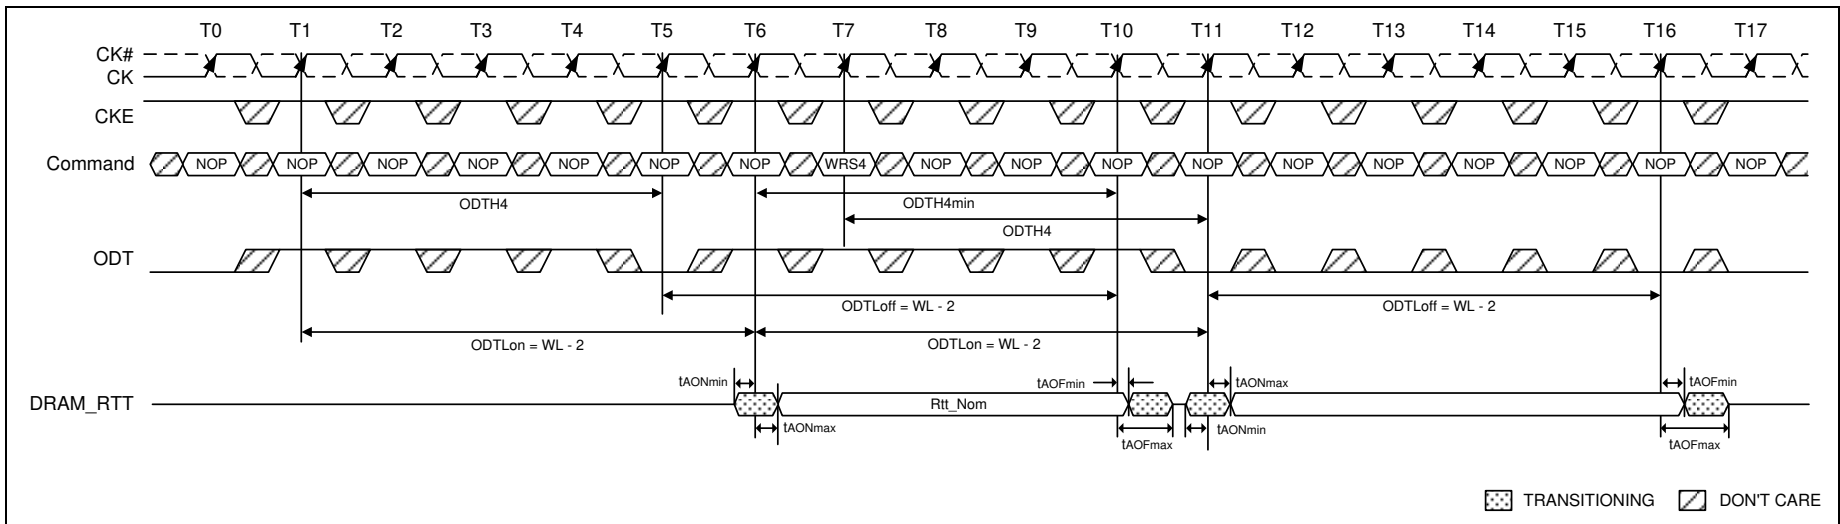 T0 T1 T2 T3 T4 T5 T6 T7 T8 T9 T10 T11 T12 T13 T14 T15 T16 T17
CK#
CK
CKE
Command NOP NOP NOP NOP NOP NOP NOP WRS4 NOP NOP NOP NOP NOP NOP NOP NOP NOP NOP
ODTH4 ODTH4min
ODTH4
ODT
ODTLoff = WL - 2 ODTLoff = WL - 2
ODTLon = WL - 2 ODTLon = WL - 2
tAONmin tAOFmin tAONmax tAOFmin
DRAM_RTT Rtt_Nom
tAONmax tAOFmax tAONmin tAOFmax
TRANSITIONING DON'T CARE